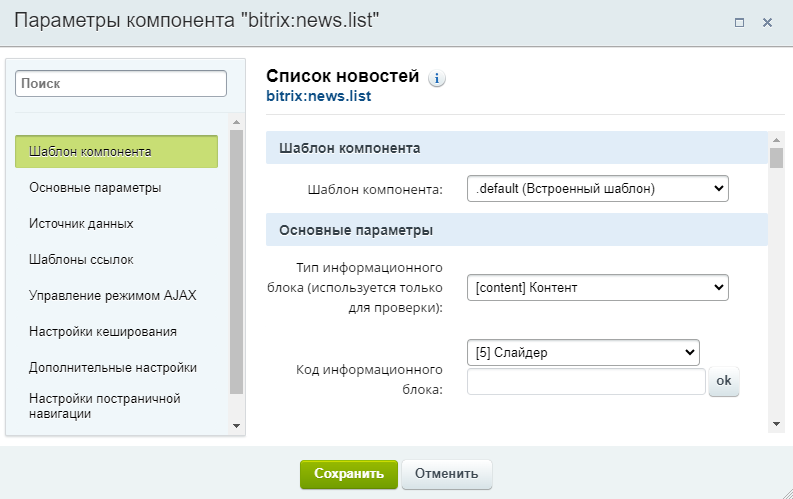 Параметры компонента "bitrix:news.list"
Поиск
Шаблон компонента
Основные параметры
Источник данных
Шаблоны ссылок
Управление режимом AJAX
Настройки кеширования
Дополнительные настройки
Настройки постраничной
навигации
Список новостей i
bitrix:news.list
Шаблон компонента
Шаблон компонента: .default (Встроенный шаблон)
Основные параметры
Тип информационного
блока (используется только
для проверки):
[content] Контент
Код информационного
блока:
[5] Слайдер
ok
Сохранить Отменить